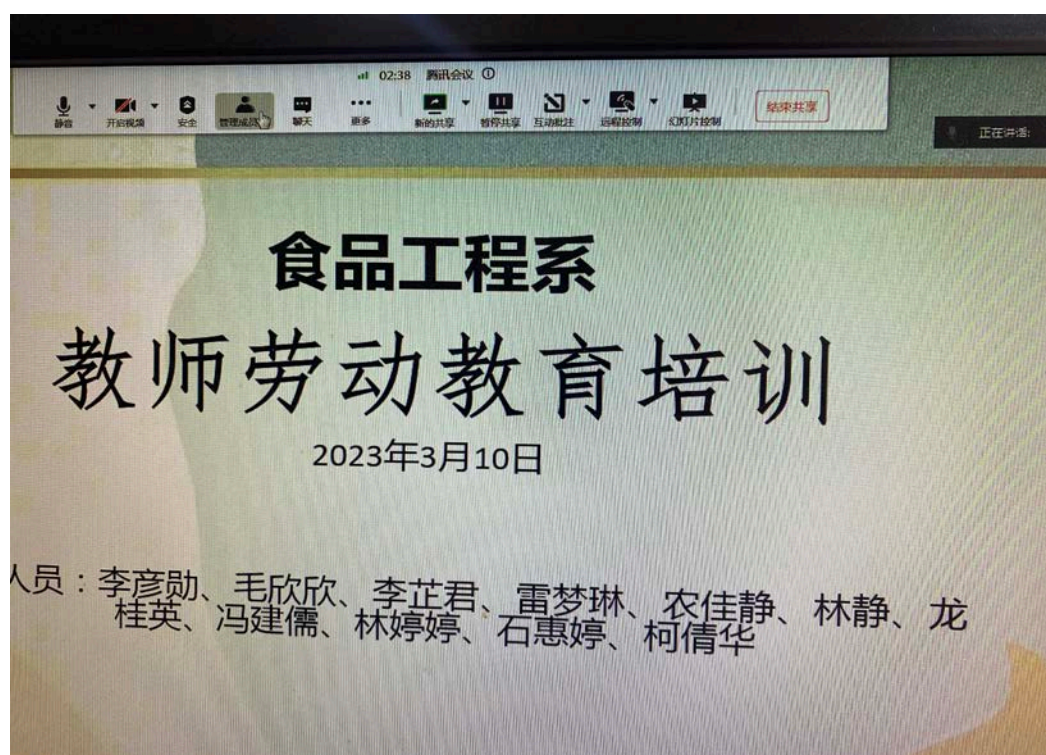 02:38 腾讯会议
静音 开启视频 安全 管理成员 聊天 更多 新的共享 暂停共享 互动批注 远程控制 幻灯片控制 结束共享
正在讲话:
食品工程系
教师劳动教育培训
2023年3月10日
人员：李彦勋、毛欣欣、李芷君、雷梦琳、农佳静、林静、龙
桂英、冯建儒、林婷婷、石惠婷、柯倩华